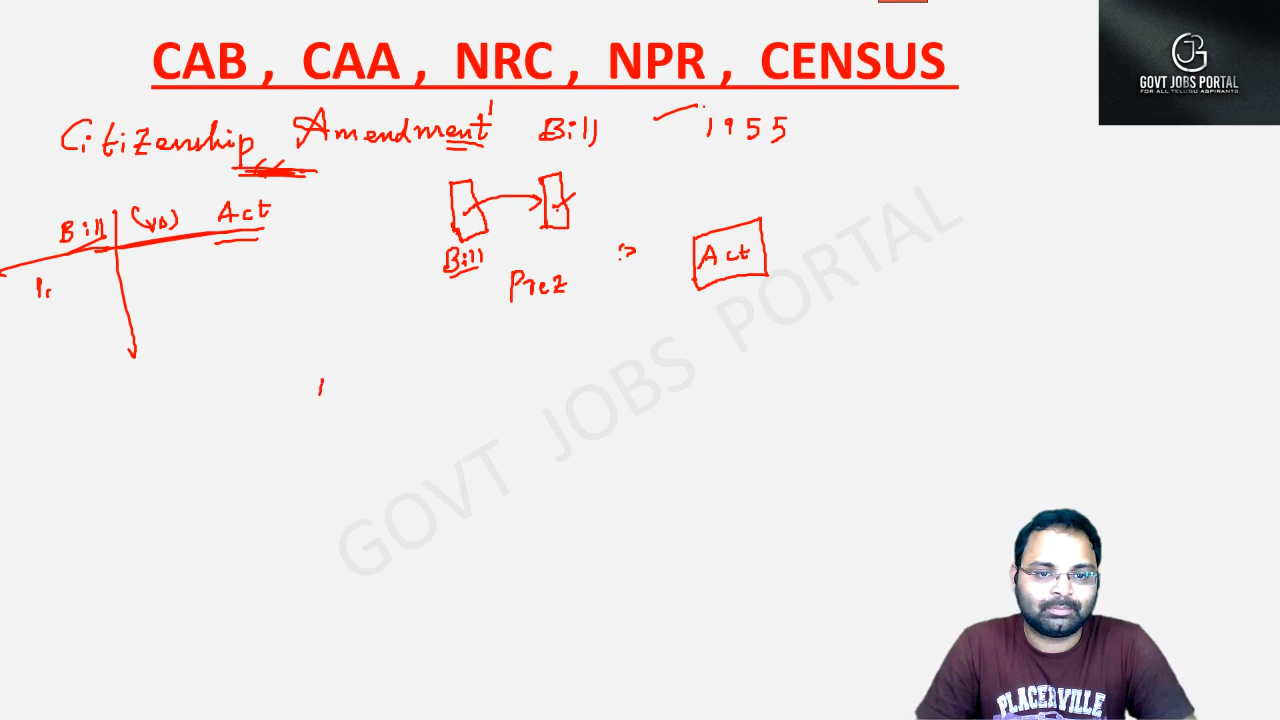 CAB , CAA , NRC , NPR , CENSUS
GOVT JOBS PORTAL
FOR ALL TELUGU ASPIRANTS
Citizenship Amendment Bill 1955
Bill (vs) Act
Bill
Prez
Act
GOVT JOBS PORTAL
PLACERVILLE